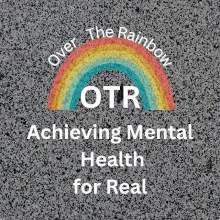 Over The Rainbow
OTR
Achieving Mental
Health
for Real